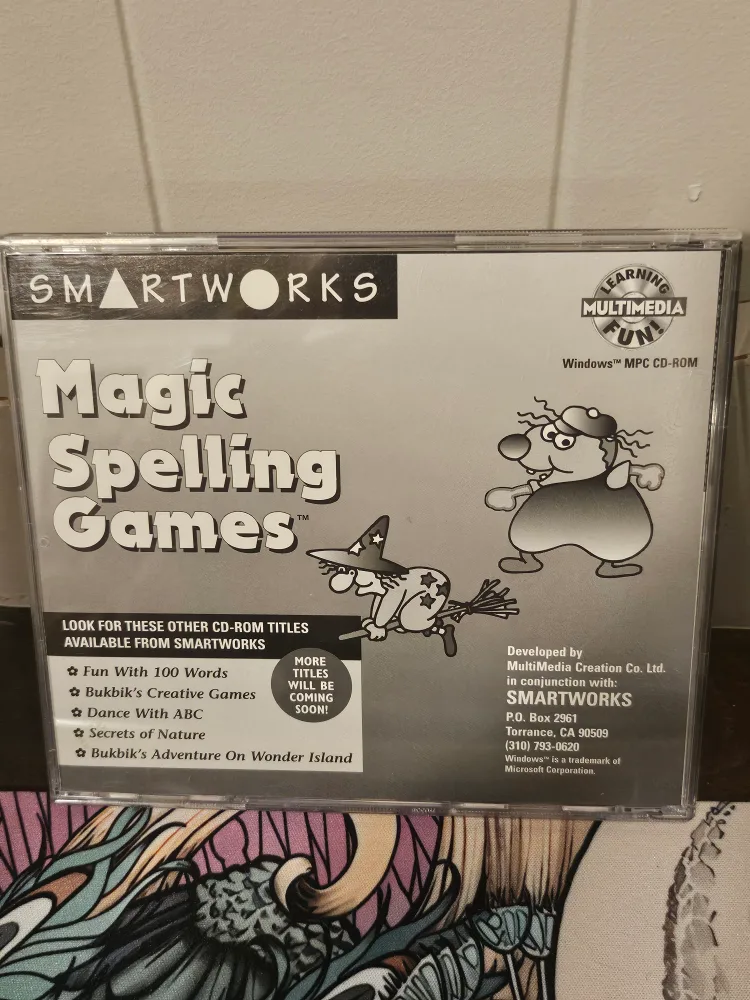 SMARTWORKS
LEARNING
MULTIMEDIA
FUN!
Windows™ MPC CD-ROM
Magic
Spelling
Games™
LOOK FOR THESE OTHER CD-ROM TITLES
AVAILABLE FROM SMARTWORKS
✿ Fun With 100 Words
✿ Bukbik's Creative Games
✿ Dance With ABC
✿ Secrets of Nature
✿ Bukbik's Adventure On Wonder Island
MORE
TITLES
WILL BE
COMING
SOON!
Developed by
MultiMedia Creation Co. Ltd.
in conjunction with:
SMARTWORKS
P.O. Box 2961
Torrance, CA 90509
(310) 793-0620
Windows™ is a trademark of
Microsoft Corporation.